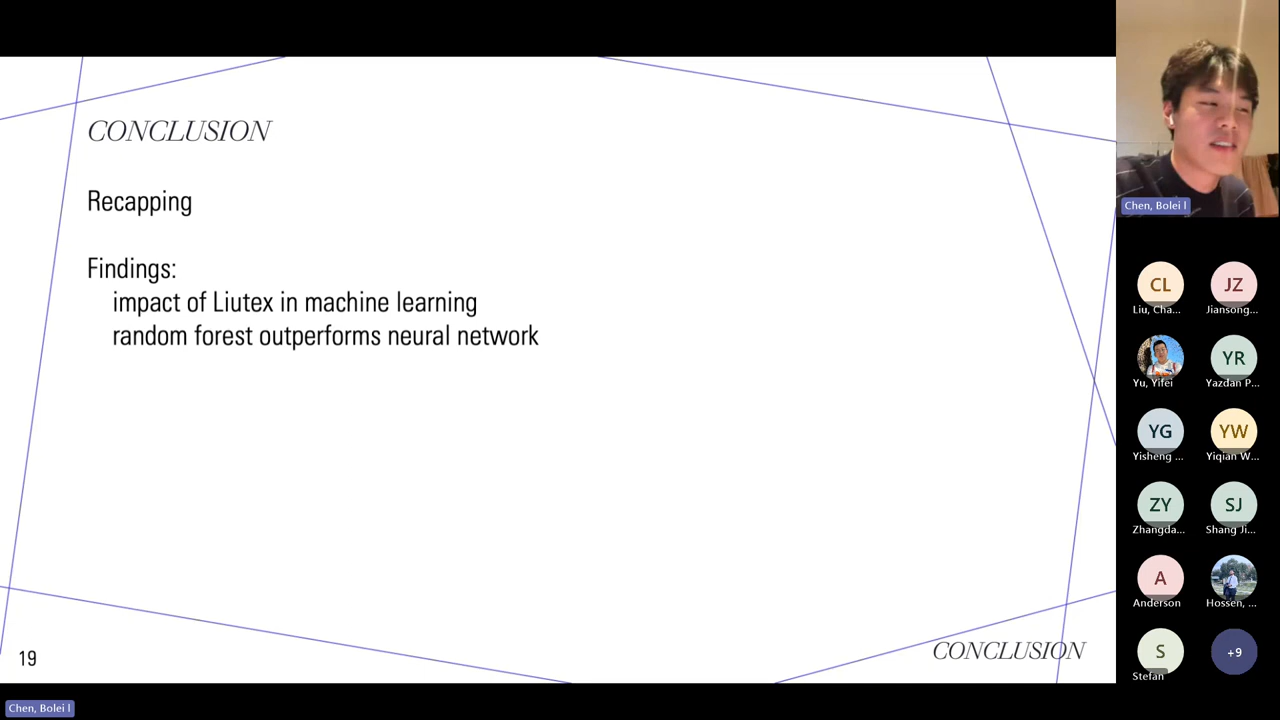 CONCLUSION
Recapping
Findings:
impact of Liutex in machine learning
random forest outperforms neural network
19
CONCLUSION
Chen, Bolei l
Chen, Bolei l
CL
Liu, Cha...
JZ
Jiansong...
Yu, Yifei
YR
Yazdan P...
YG
Yisheng ...
YW
Yiqian W...
ZY
Zhangda...
SJ
Shang Ji...
A
Anderson
Hossen, ...
S
Stefan
+9